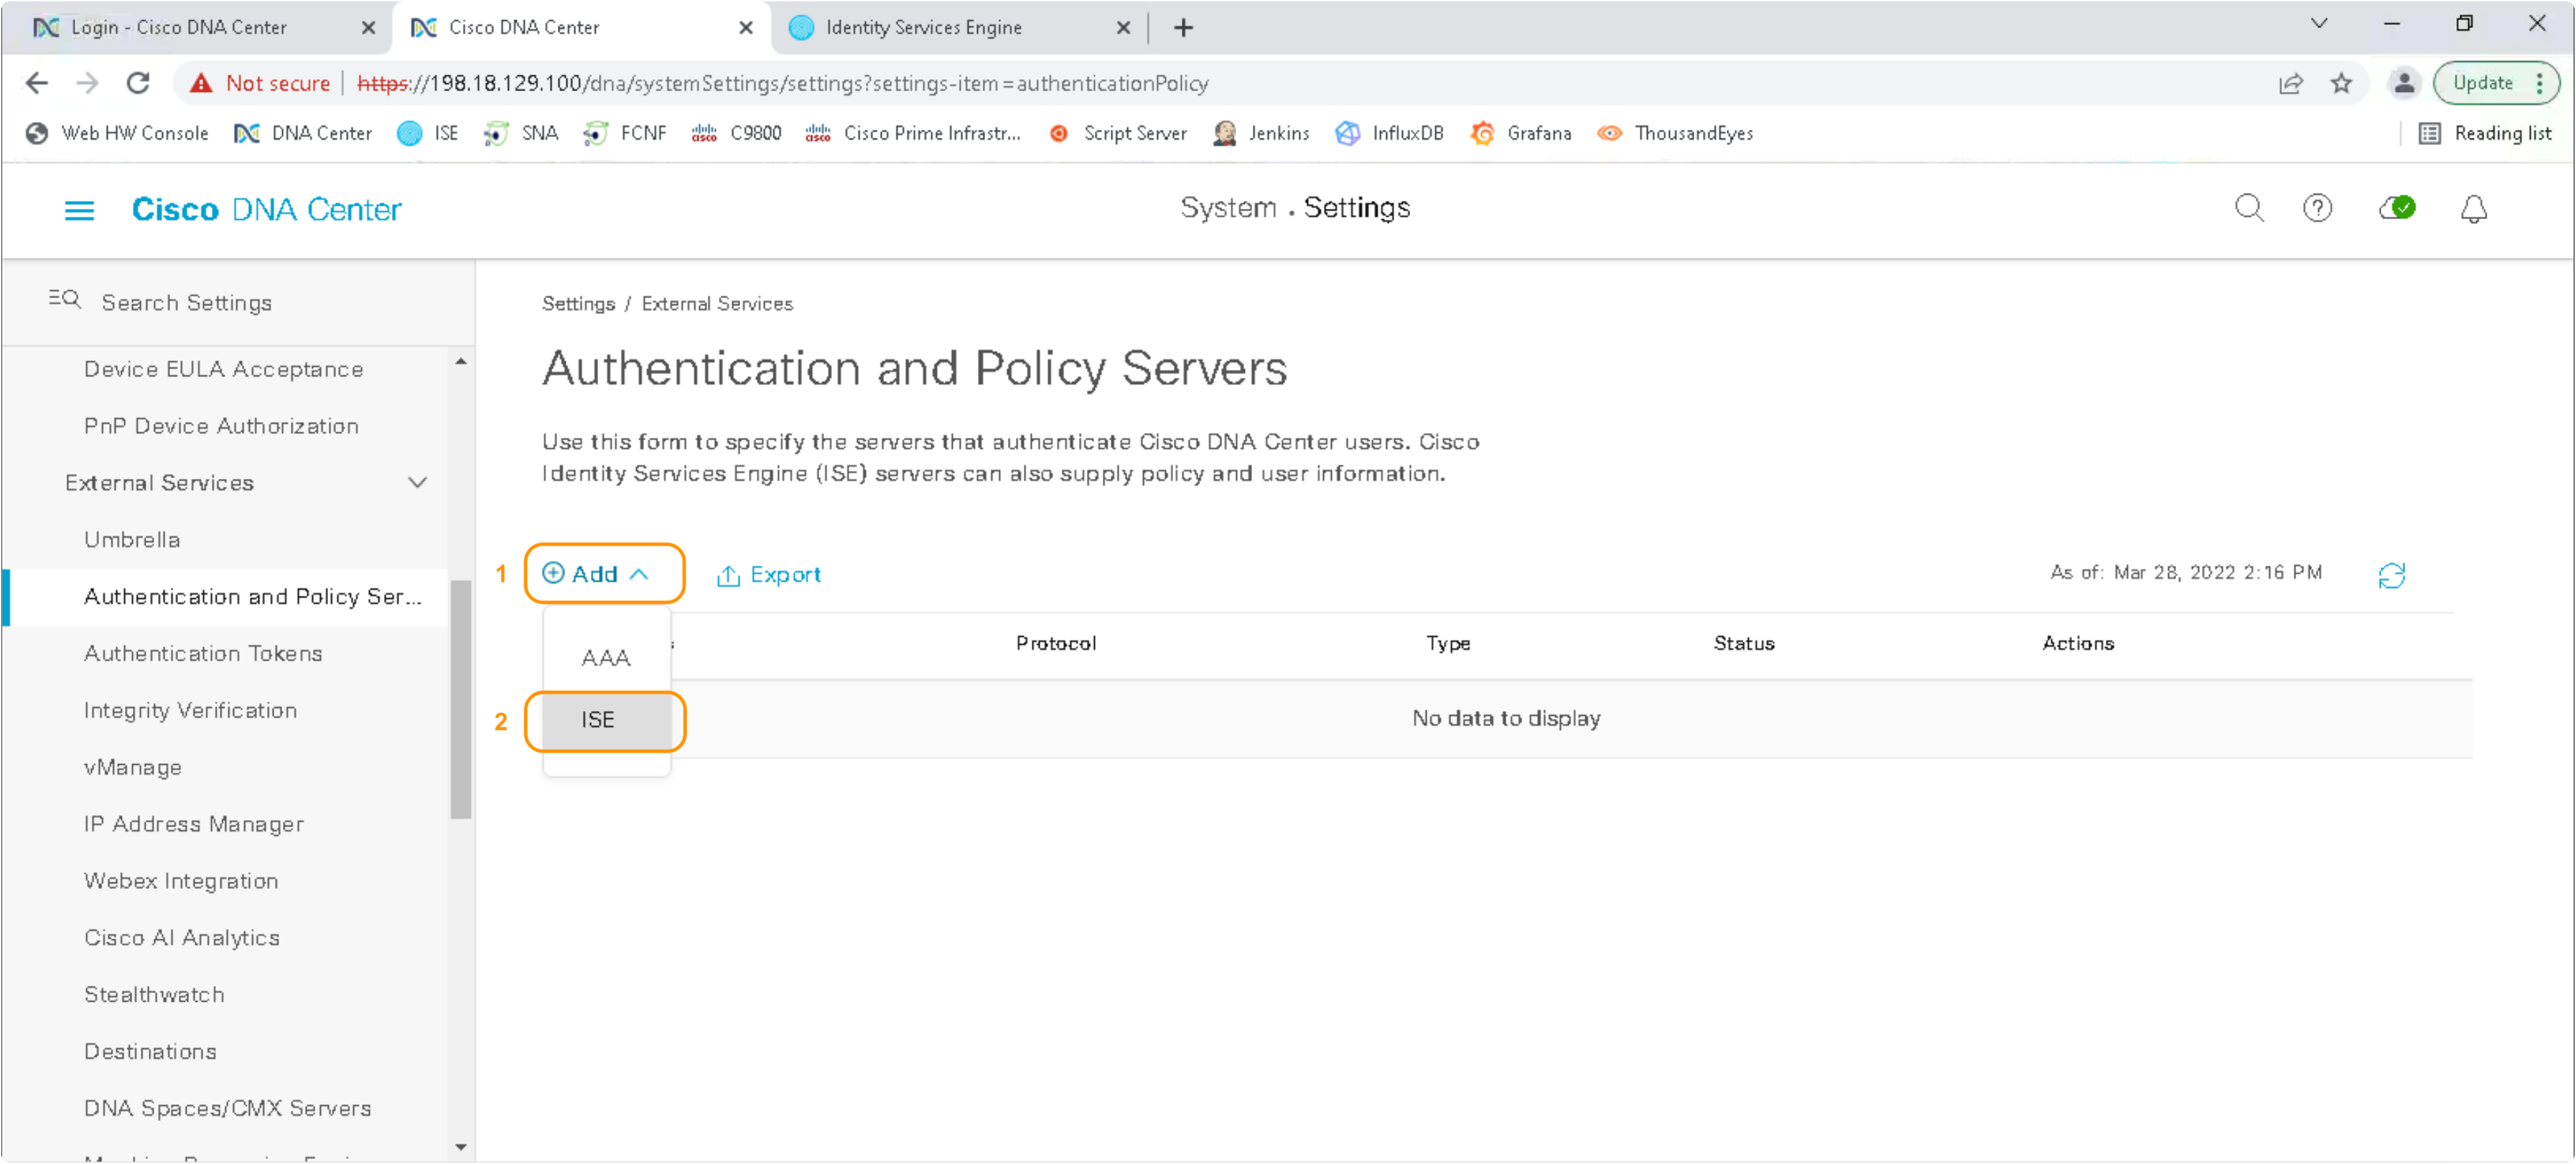 Login - Cisco DNA Center
Cisco DNA Center
Identity Services Engine
Not secure
https://198.18.129.100/dna/systemSettings/settings?settings-item=authenticationPolicy
Update
Web HW Console DNA Center ISE SNA FCNF C9800 Cisco Prime Infrastr... Script Server Jenkins InfluxDB Grafana ThousandEyes Reading list
Cisco DNA Center
System . Settings
Search Settings
Device EULA Acceptance
PnP Device Authorization
External Services
Umbrella
Authentication and Policy Ser...
Authentication Tokens
Integrity Verification
vManage
IP Address Manager
Webex Integration
Cisco AI Analytics
Stealthwatch
Destinations
DNA Spaces/CMX Servers
Settings / External Services
Authentication and Policy Servers
Use this form to specify the servers that authenticate Cisco DNA Center users. Cisco
Identity Services Engine (ISE) servers can also supply policy and user information.
1 Add Export As of: Mar 28, 2022 2:16 PM
Protocol Type Status Actions
AAA
2 ISE
No data to display